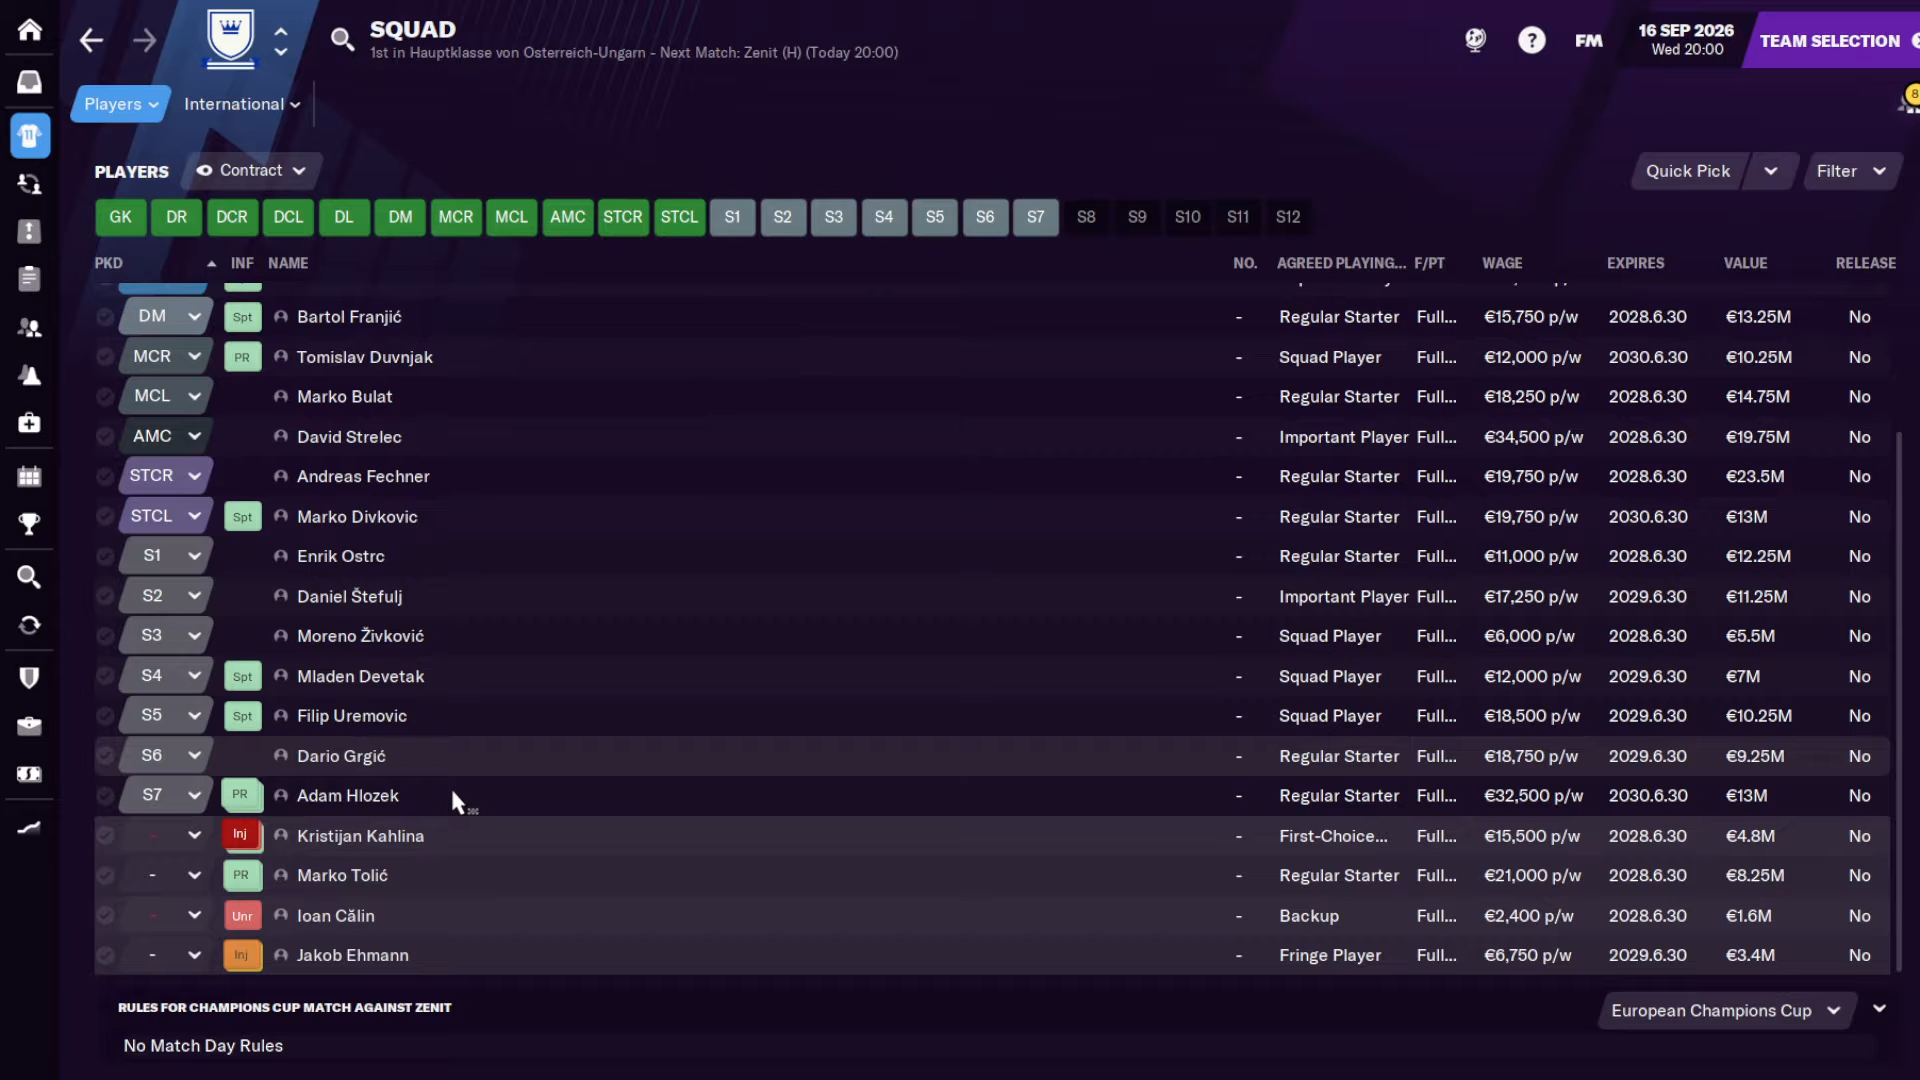 SQUAD
1st in Hauptklasse von Osterreich-Ungarn - Next Match: Zenit (H) (Today 20:00)
FM
16 SEP 2026
Wed 20:00
TEAM SELECTION
8
Players
International
PLAYERS
Contract
Quick Pick
Filter
GK DR DCR DCL DL DM MCR MCL AMC STCR STCL S1 S2 S3 S4 S5 S6 S7 S8 S9 S10 S11 S12
PKD INF NAME NO. AGREED PLAYING... F/PT WAGE EXPIRES VALUE RELEASE
DM Spt Bartol Franjić - Regular Starter Full... €15,750 p/w 2028.6.30 €13.25M No
MCR PR Tomislav Duvnjak - Squad Player Full... €12,000 p/w 2030.6.30 €10.25M No
MCL Marko Bulat - Regular Starter Full... €18,250 p/w 2028.6.30 €14.75M No
AMC David Strelec - Important Player Full... €34,500 p/w 2028.6.30 €19.75M No
STCR Andreas Fechner - Regular Starter Full... €19,750 p/w 2028.6.30 €23.5M No
STCL Spt Marko Divkovic - Regular Starter Full... €19,750 p/w 2030.6.30 €13M No
S1 Enrik Ostrc - Regular Starter Full... €11,000 p/w 2028.6.30 €12.25M No
S2 Daniel Štefulj - Important Player Full... €17,250 p/w 2029.6.30 €11.25M No
S3 Moreno Živković - Squad Player Full... €6,000 p/w 2028.6.30 €5.5M No
S4 Spt Mladen Devetak - Squad Player Full... €12,000 p/w 2029.6.30 €7M No
S5 Spt Filip Uremovic - Squad Player Full... €18,500 p/w 2029.6.30 €10.25M No
S6 Dario Grgić - Regular Starter Full... €18,750 p/w 2029.6.30 €9.25M No
S7 PR Adam Hlozek - Regular Starter Full... €32,500 p/w 2030.6.30 €13M No
- Inj Kristijan Kahlina - First-Choice... Full... €15,500 p/w 2028.6.30 €4.8M No
- PR Marko Tolić - Regular Starter Full... €21,000 p/w 2028.6.30 €8.25M No
- Unr Ioan Călin - Backup Full... €2,400 p/w 2028.6.30 €1.6M No
- Inj Jakob Ehmann - Fringe Player Full... €6,750 p/w 2029.6.30 €3.4M No
RULES FOR CHAMPIONS CUP MATCH AGAINST ZENIT
European Champions Cup
No Match Day Rules